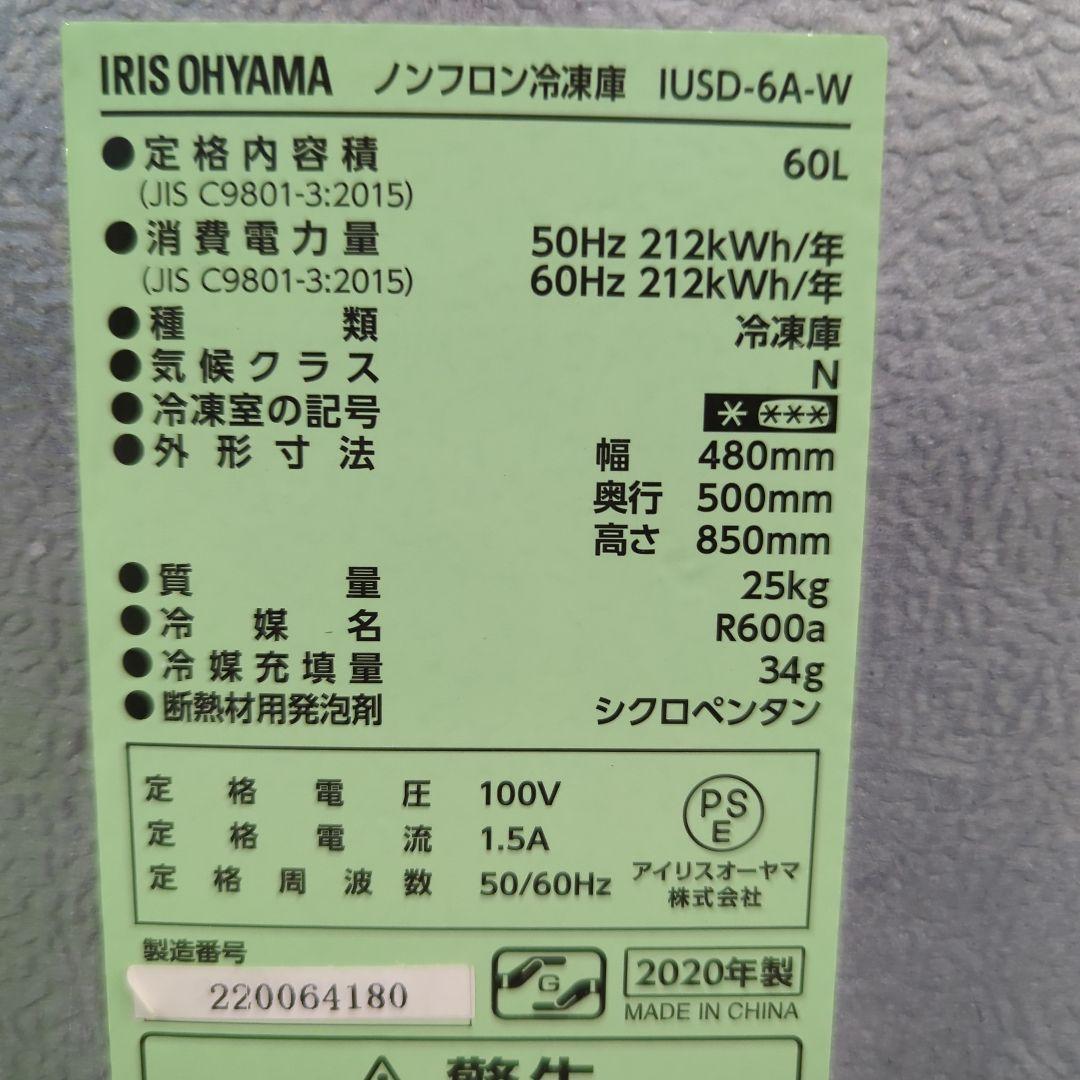 IRIS OHYAMA ノンフロン冷凍庫 IUSD-6A-W
●定格内容積 60L
(JIS C9801-3:2015)
●消費電力量 50Hz 212kWh/年
(JIS C9801-3:2015) 60Hz 212kWh/年
●種類 冷凍庫
●気候クラス N
●冷凍室の記号 * ***
●外形寸法 幅 480mm
奥行 500mm
高さ 850mm
●質量 25kg
●冷媒名 R600a
●冷媒充填量 34g
●断熱材用発泡剤 シクロペンタン
定格電圧 100V
定格電流 1.5A
定格周波数 50/60Hz
PS
E
アイリスオーヤマ
株式会社
製造番号
220064180
G
2020年製
MADE IN CHINA